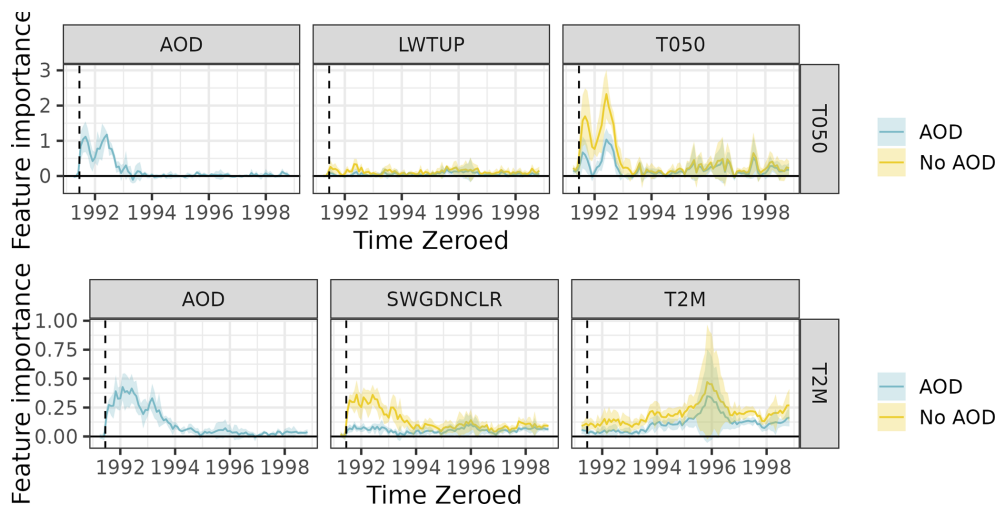 AOD LWTUP T050
Feature importance
3
2
1
0
T050
1992 1994 1996 1998 1992 1994 1996 1998 1992 1994 1996 1998
Time Zeroed
AOD
No AOD
AOD SWGDNCLR T2M
Feature importance
1.00
0.75
0.50
0.25
0.00
T2M
1992 1994 1996 1998 1992 1994 1996 1998 1992 1994 1996 1998
Time Zeroed
AOD
No AOD